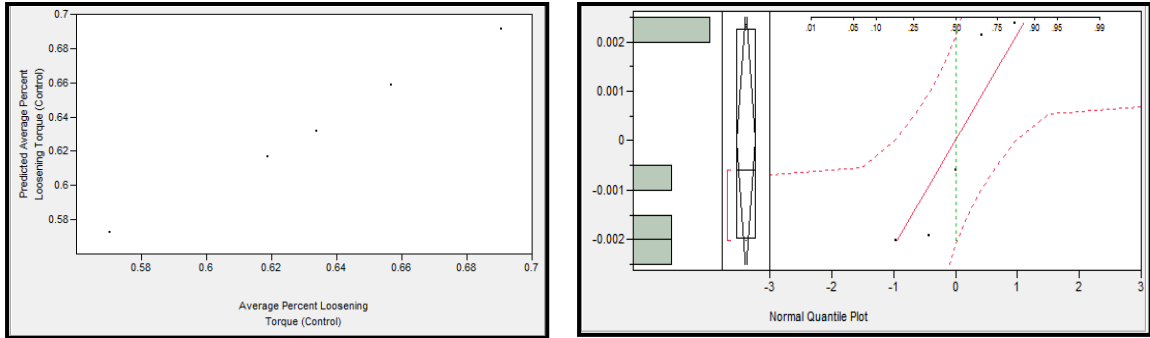 0.7
0.68
0.66
0.64
0.62
0.6
0.58
Predicted Average Percent
Loosening Torque (Control)
0.58 0.6 0.62 0.64 0.66 0.68 0.7
Average Percent Loosening
Torque (Control)
.01 .05 .10 .25 .50 .75 .90 .95 .99
0.002
0.001
0
-0.001
-0.002
-3 -2 -1 0 1 2 3
Normal Quantile Plot